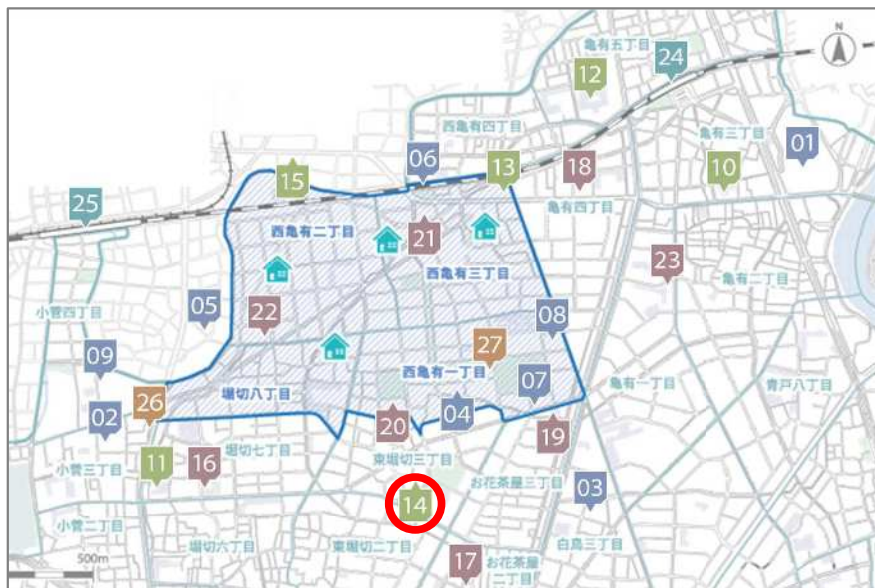 亀有五丁目
N
24
12
西亀有四丁目
亀有三丁目
01
06
13
18
10
15
25
亀有四丁目
西亀有二丁目
21
23
西亀有三丁目
亀有二丁目
05
22
小菅四丁目
08
27
09
西亀有一丁目
07
亀有一丁目
青戸八丁目
堀切八丁目
26
04
02
20
19
堀切七丁目
東堀切三丁目
11
16
小菅三丁目
お花茶屋三丁目
03
14
小菅二丁目
堀切六丁目
東堀切二丁目
白鳥三丁目
500m
17
お花茶屋
二丁目